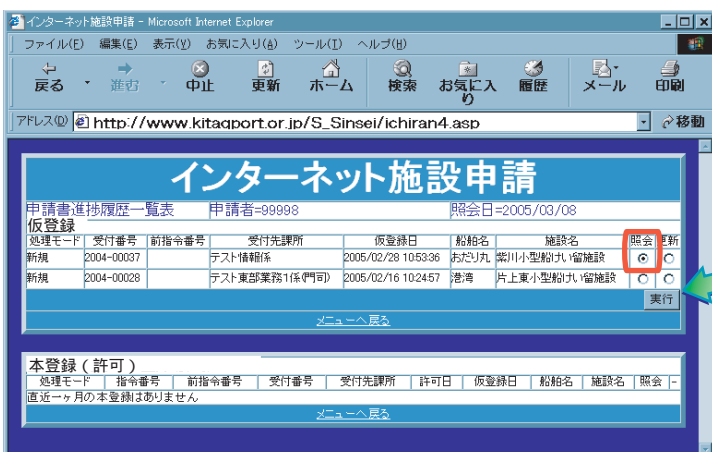 インターネット施設申請 - Microsoft Internet Explorer
ファイル(F) 編集(E) 表示(V) お気に入り(A) ツール(T) ヘルプ(H)
戻る 進む 中止 更新 ホーム 検索 お気に入り 履歴 メール 印刷
アドレス(D) http://www.kitaqport.or.jp/S_Sinsei/ichiran4.asp 移動
インターネット施設申請
申請書進捗履歴一覧表 申請者=99998 照会日=2005/03/08
仮登録
処理モード 受付番号 前指令番号 受付先課所 仮登録日 船舶名 施設名 照会 更新
新規 2004-00037 テスト情報係 2005/02/28 10:53:36 おだり丸 紫川小型船けい留施設
新規 2004-00028 テスト東部業務1係(門司) 2005/02/16 10:24:57 港湾 片上東小型船けい留施設
実行
メニューへ戻る
本登録(許可)
処理モード 指令番号 前指令番号 受付番号 受付先課所 許可日 仮登録日 船舶名 施設名 照会 -
直近一ヶ月の本登録はありません
メニューへ戻る